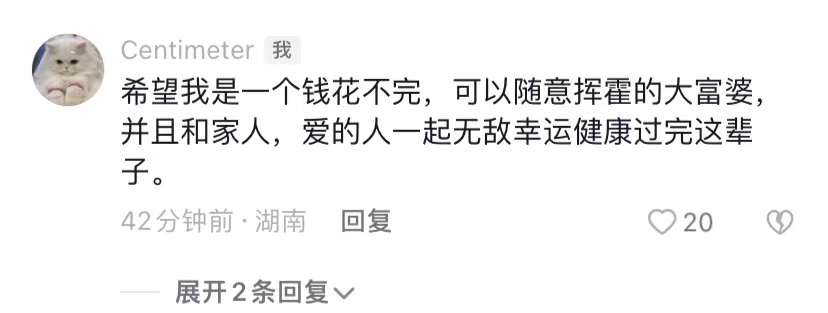 Centimeter 我
希望我是一个钱花不完，可以随意挥霍的大富婆，
并且和家人，爱的人一起无敌幸运健康过完这辈
子。
42分钟前·湖南 回复 20
展开2条回复